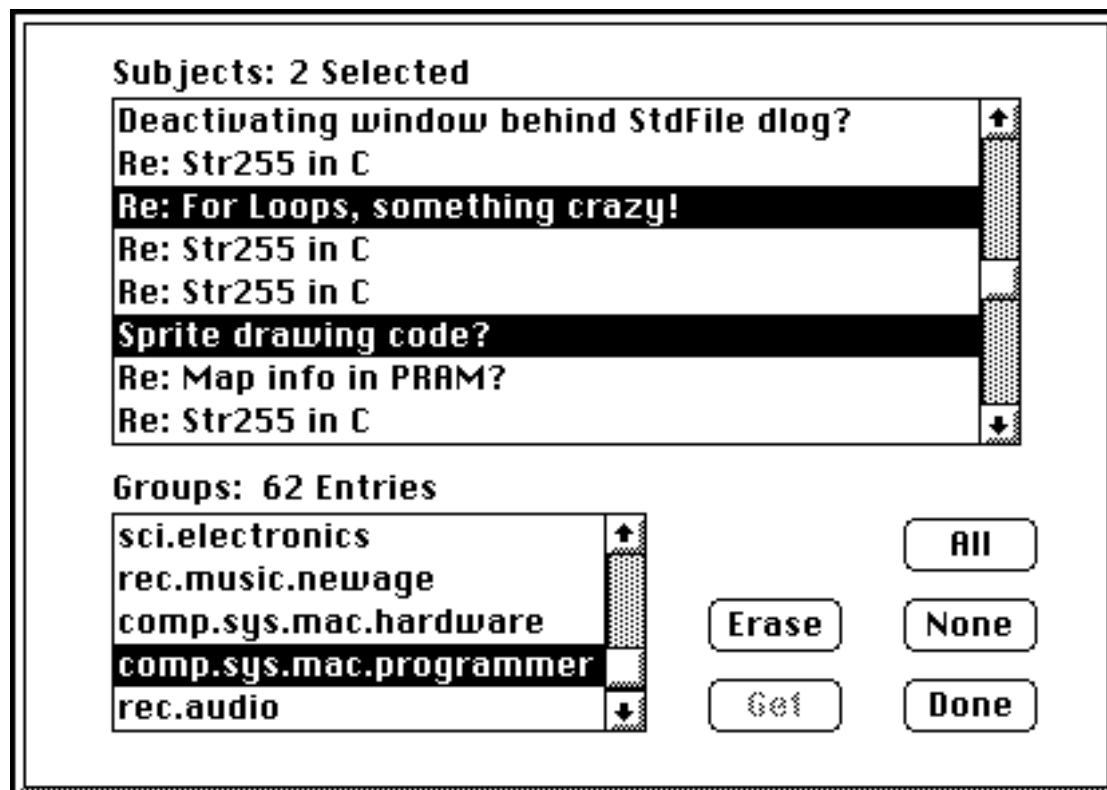 Subjects: 2 Selected
Deactivating window behind StdFile dlog?
Re: Str255 in C
Re: For Loops, something crazy!
Re: Str255 in C
Re: Str255 in C
Sprite drawing code?
Re: Map info in PRAM?
Re: Str255 in C
Groups: 62 Entries
sci.electronics
rec.music.newage
comp.sys.mac.hardware
comp.sys.mac.programmer
rec.audio
All
Erase
None
Get
Done